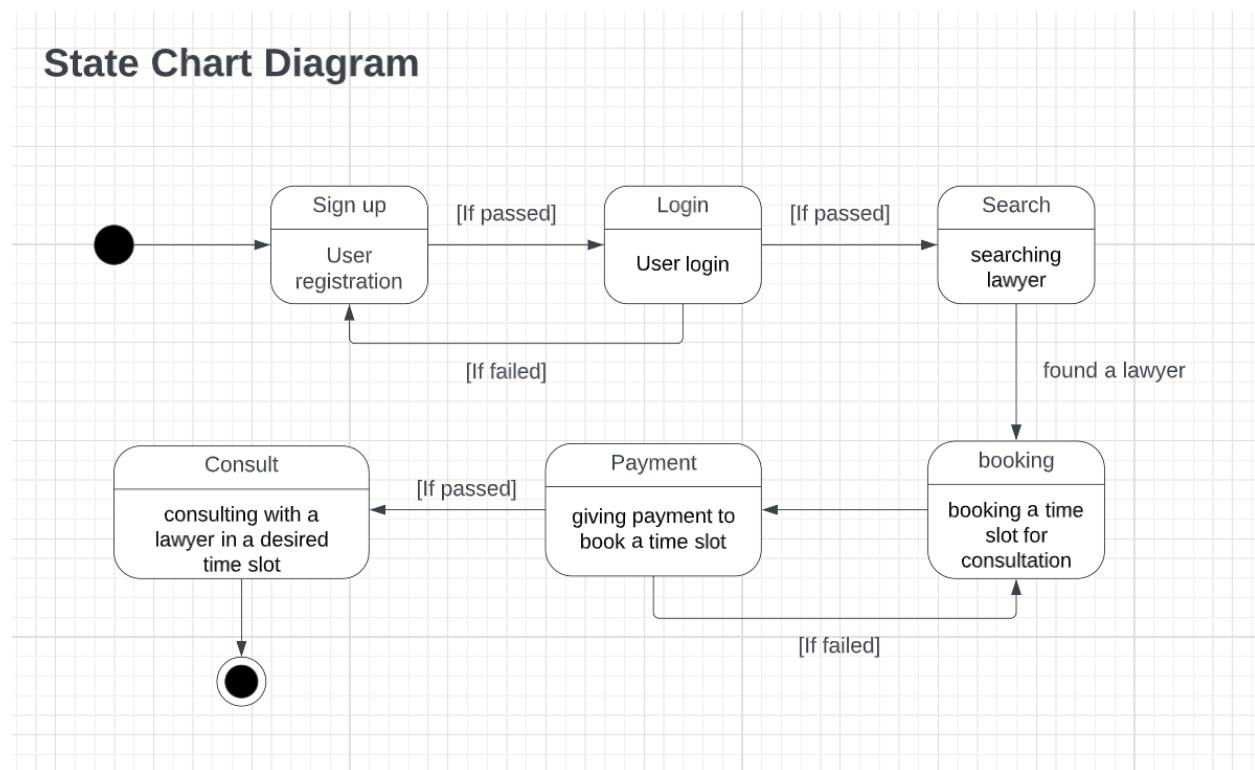 State Chart Diagram
Sign up
User
registration
[If passed]
Login
User login
[If passed]
Search
searching
lawyer
[If failed]
found a lawyer
booking
booking a time
slot for
consultation
Payment
giving payment to
book a time slot
[If failed]
[If passed]
Consult
consulting with a
lawyer in a desired
time slot